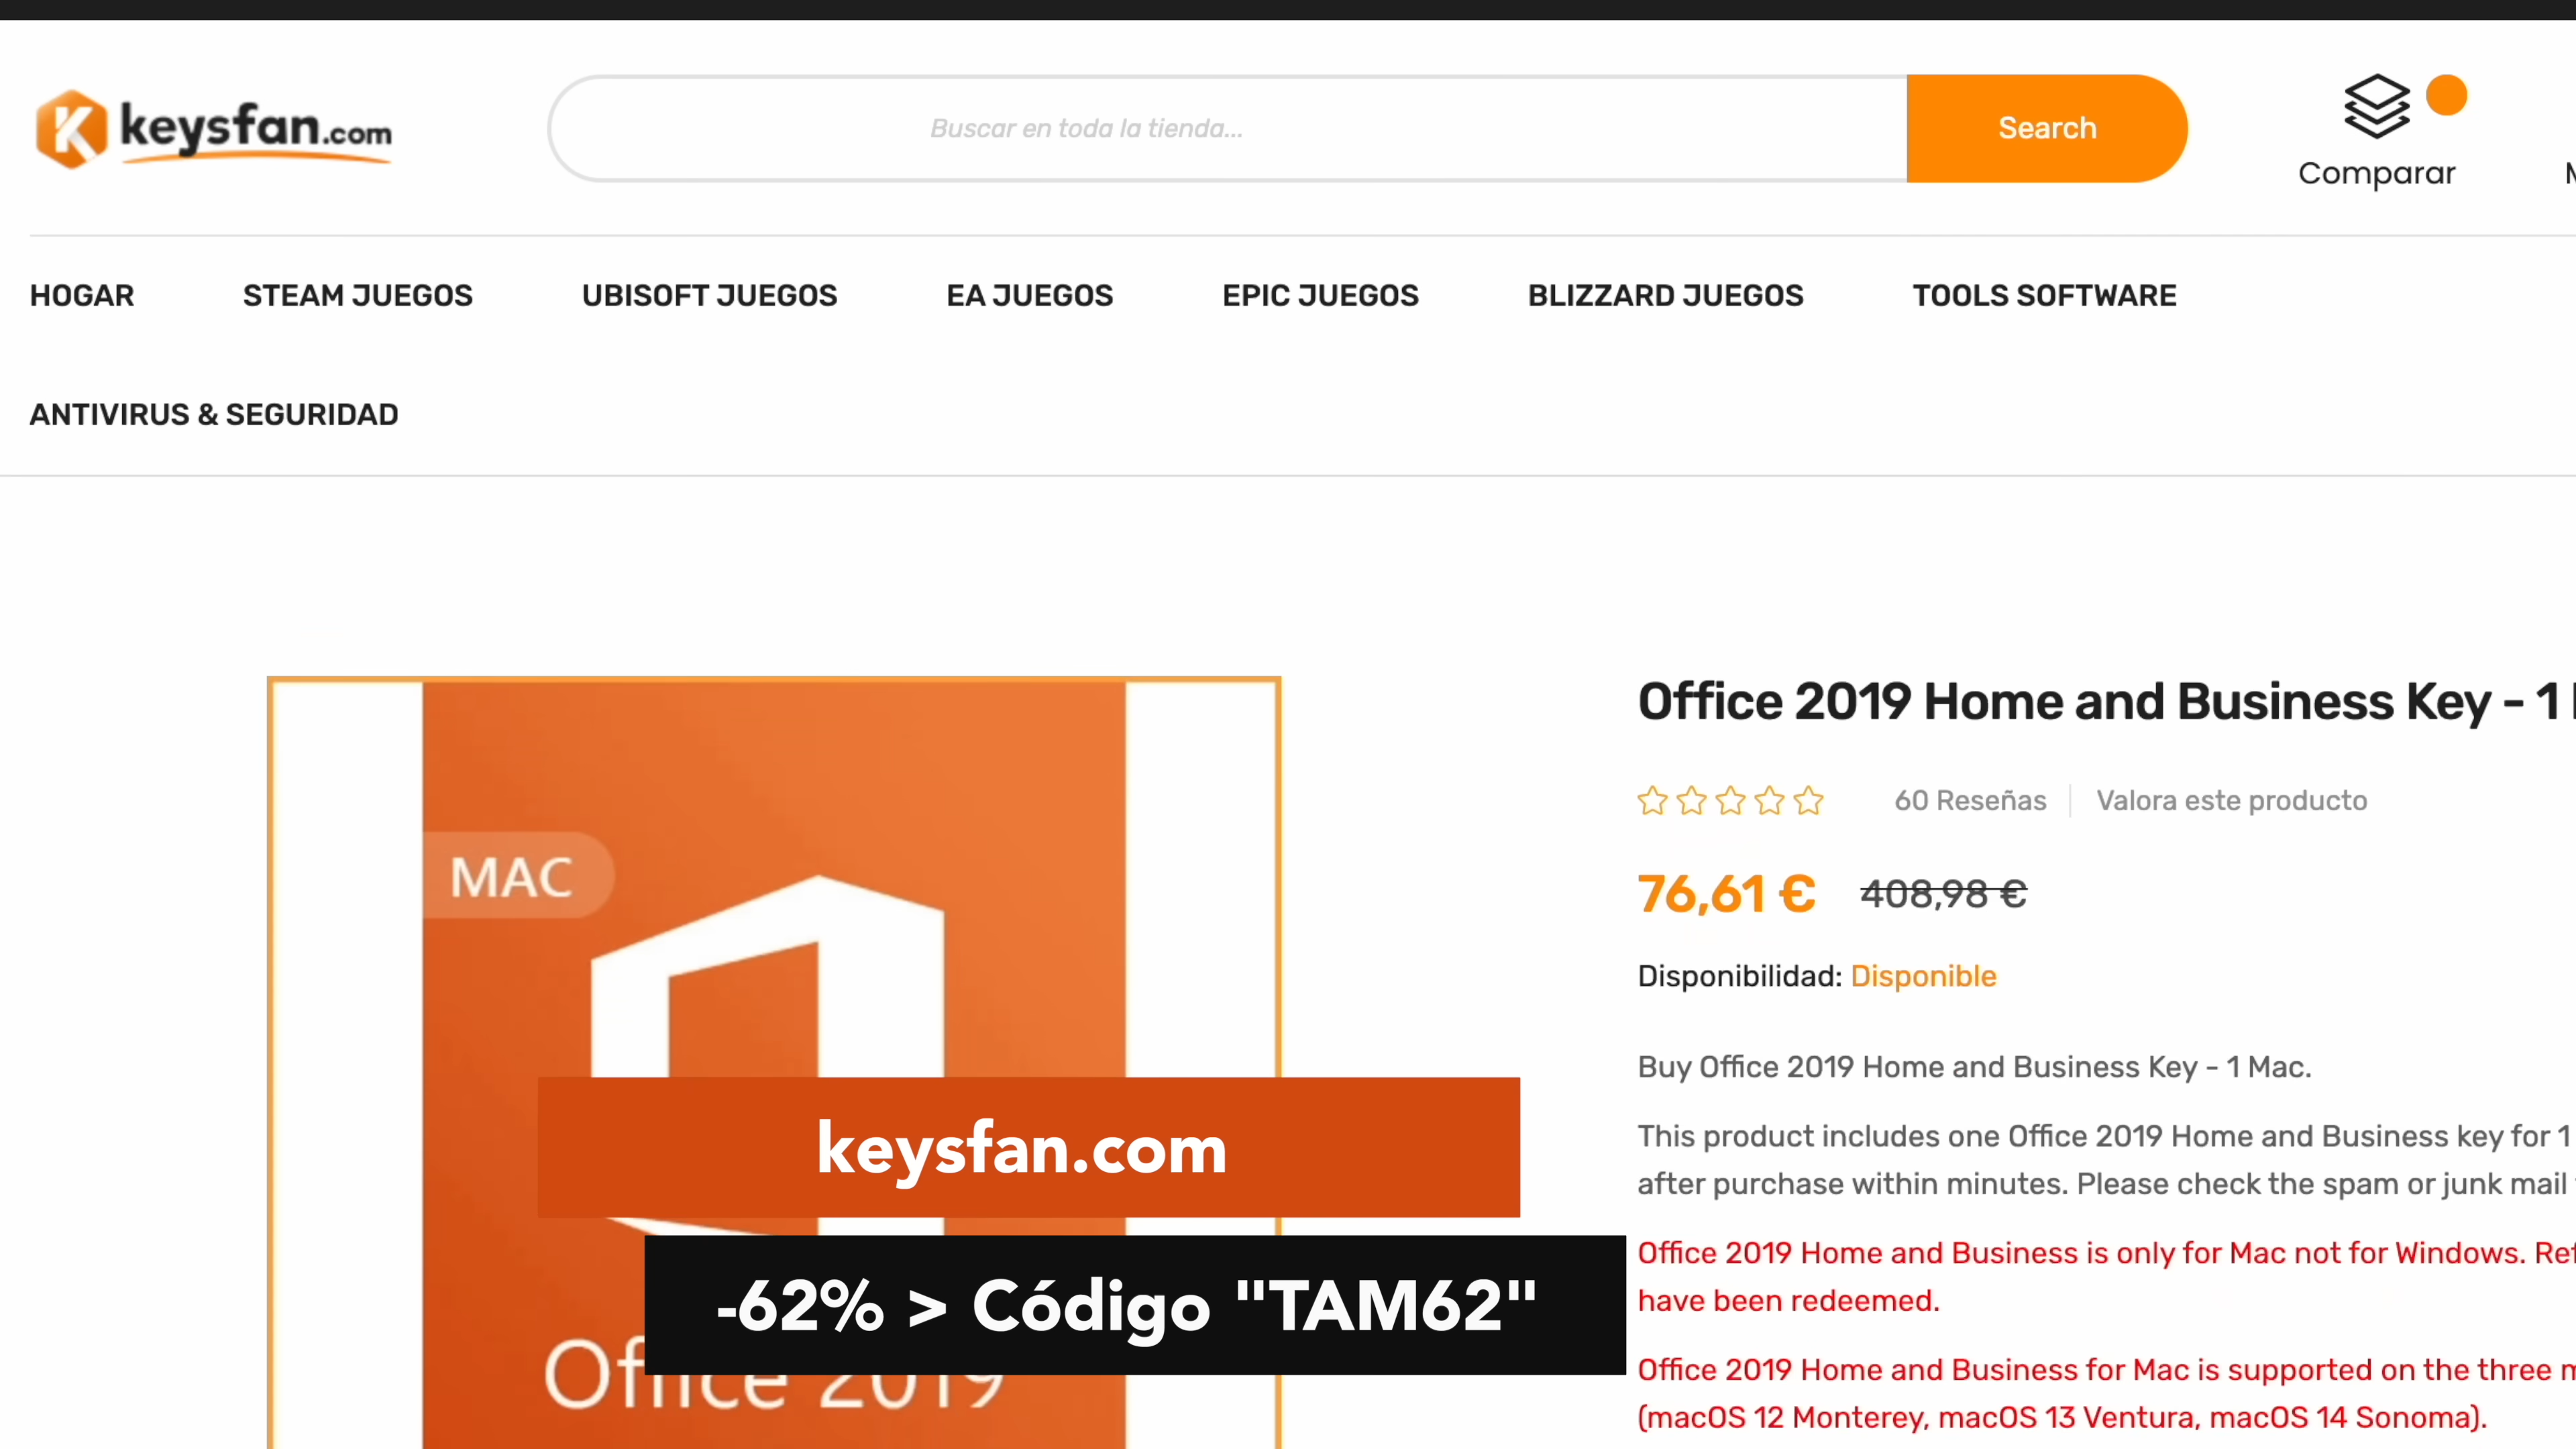 keysfan.com
Buscar en toda la tienda...
Search
Comparar
HOGAR
STEAM JUEGOS
UBISOFT JUEGOS
EA JUEGOS
EPIC JUEGOS
BLIZZARD JUEGOS
TOOLS SOFTWARE
ANTIVIRUS & SEGURIDAD
MAC
Office 2019
keysfan.com
-62% > Código "TAM62"
Office 2019 Home and Business Key - 1
60 Reseñas
Valora este producto
76,61 € 408,98 €
Disponibilidad: Disponible
Buy Office 2019 Home and Business Key - 1 Mac.
This product includes one Office 2019 Home and Business key for 1
after purchase within minutes. Please check the spam or junk mail
Office 2019 Home and Business is only for Mac not for Windows.
have been redeemed.
Office 2019 Home and Business for Mac is supported on the three
(macOS 12 Monterey, macOS 13 Ventura, macOS 14 Sonoma).